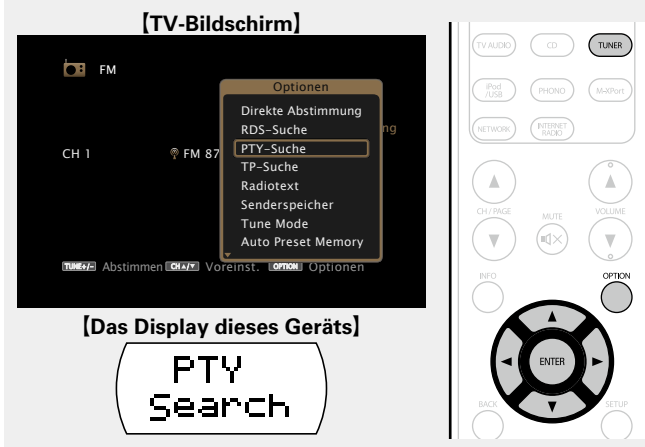 【TV-Bildschirm】
FM
Optionen
Direkte Abstimmung
RDS-Suche
ng
PTY-Suche
CH 1
FM 87
TP-Suche
Radiotext
Senderspeicher
Tune Mode
Auto Preset Memory
TUNE+/- Abstimmen CH▲/▼ Voreinst. OPTION Optionen
【Das Display dieses Geräts】
PTY
Search
TV AUDIO CD TUNER
iPod
/USB PHONO M-XPort
NETWORK INTERNET
RADIO
CH / PAGE MUTE VOLUME
INFO OPTION
ENTER
BACK SETUP